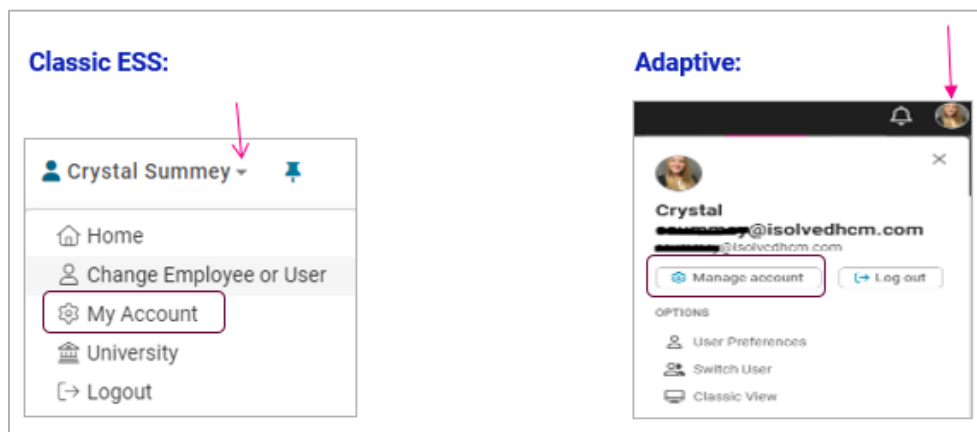 Classic ESS:
Crystal Summey
Home
Change Employee or User
My Account
University
Logout
Adaptive:
Crystal
@isolvedhcm.com
@isolvedhcm.com
Manage account
Log out
OPTIONS
User Preferences
Switch User
Classic View